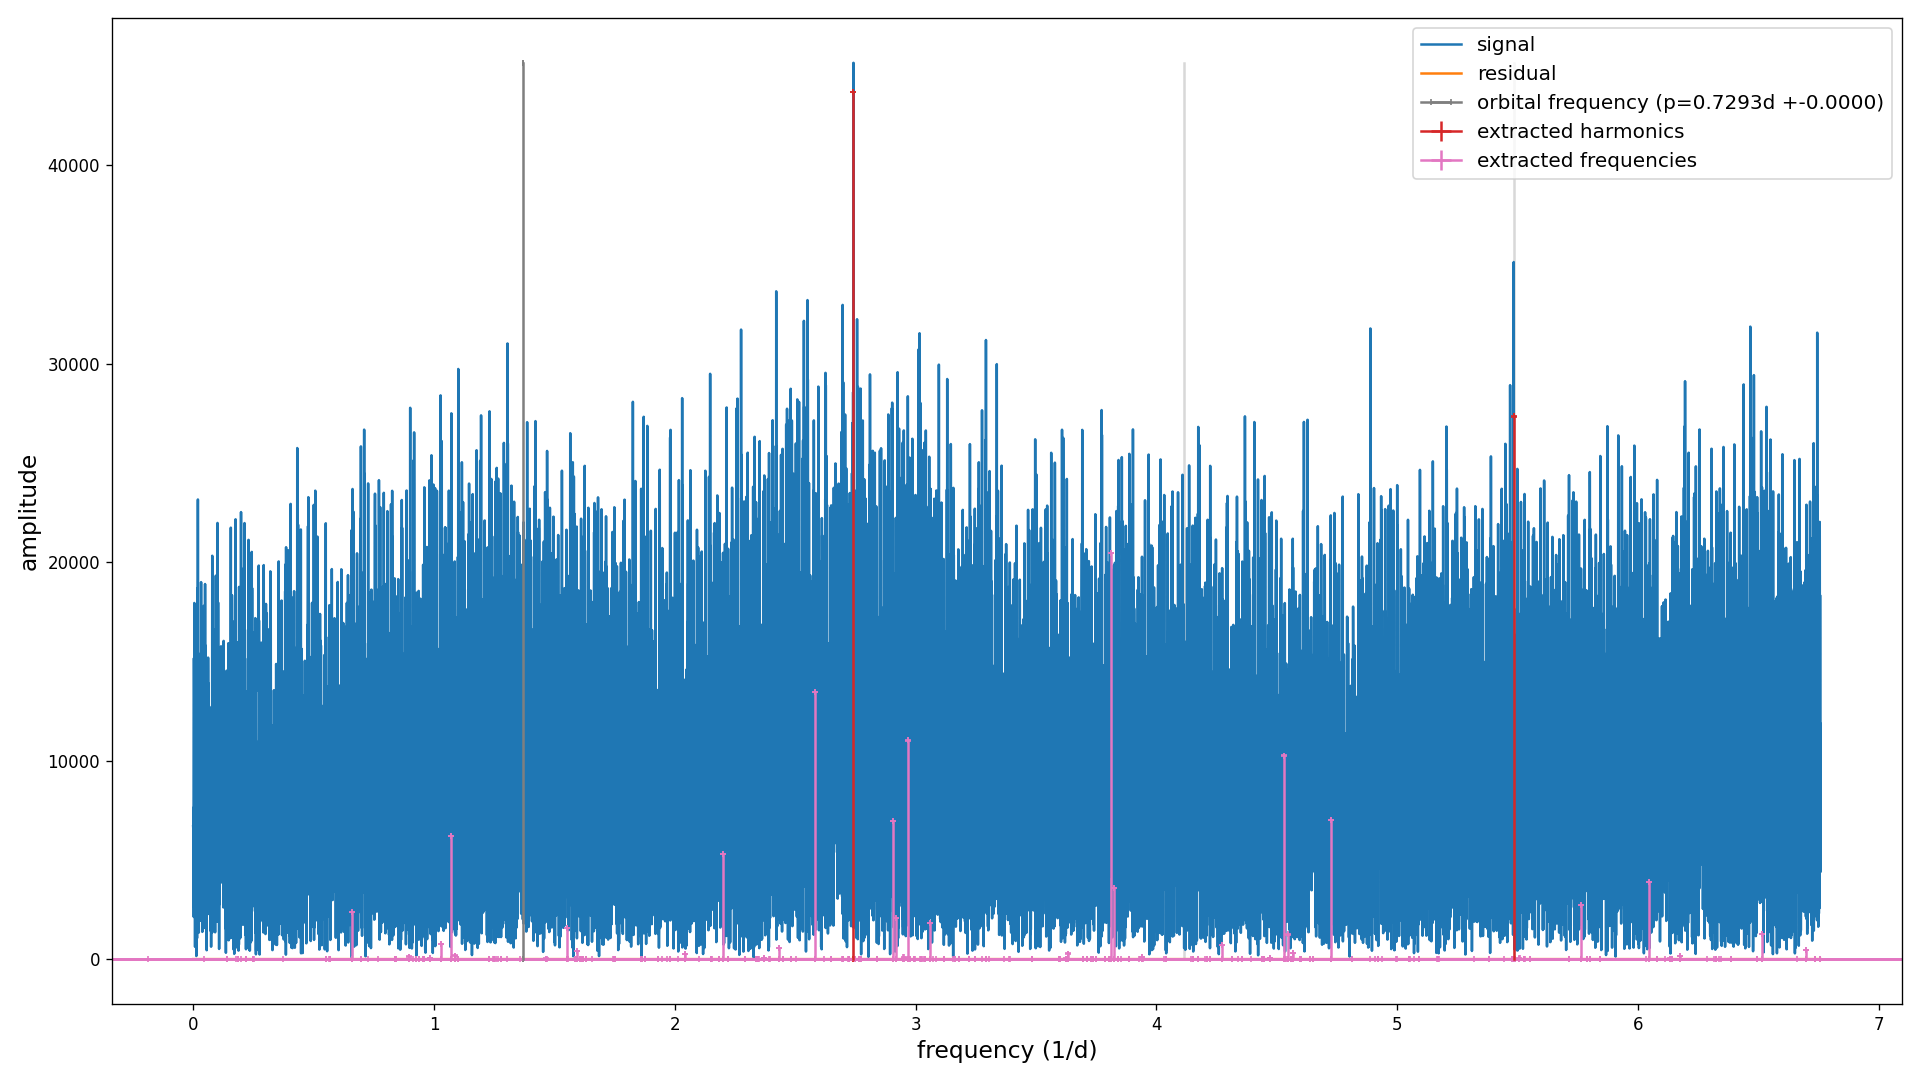 signal
residual
orbital frequency (p=0.7293d +-0.0000)
extracted harmonics
extracted frequencies
amplitude
40000
30000
20000
10000
0
0 1 2 3 4 5 6 7
frequency (1/d)